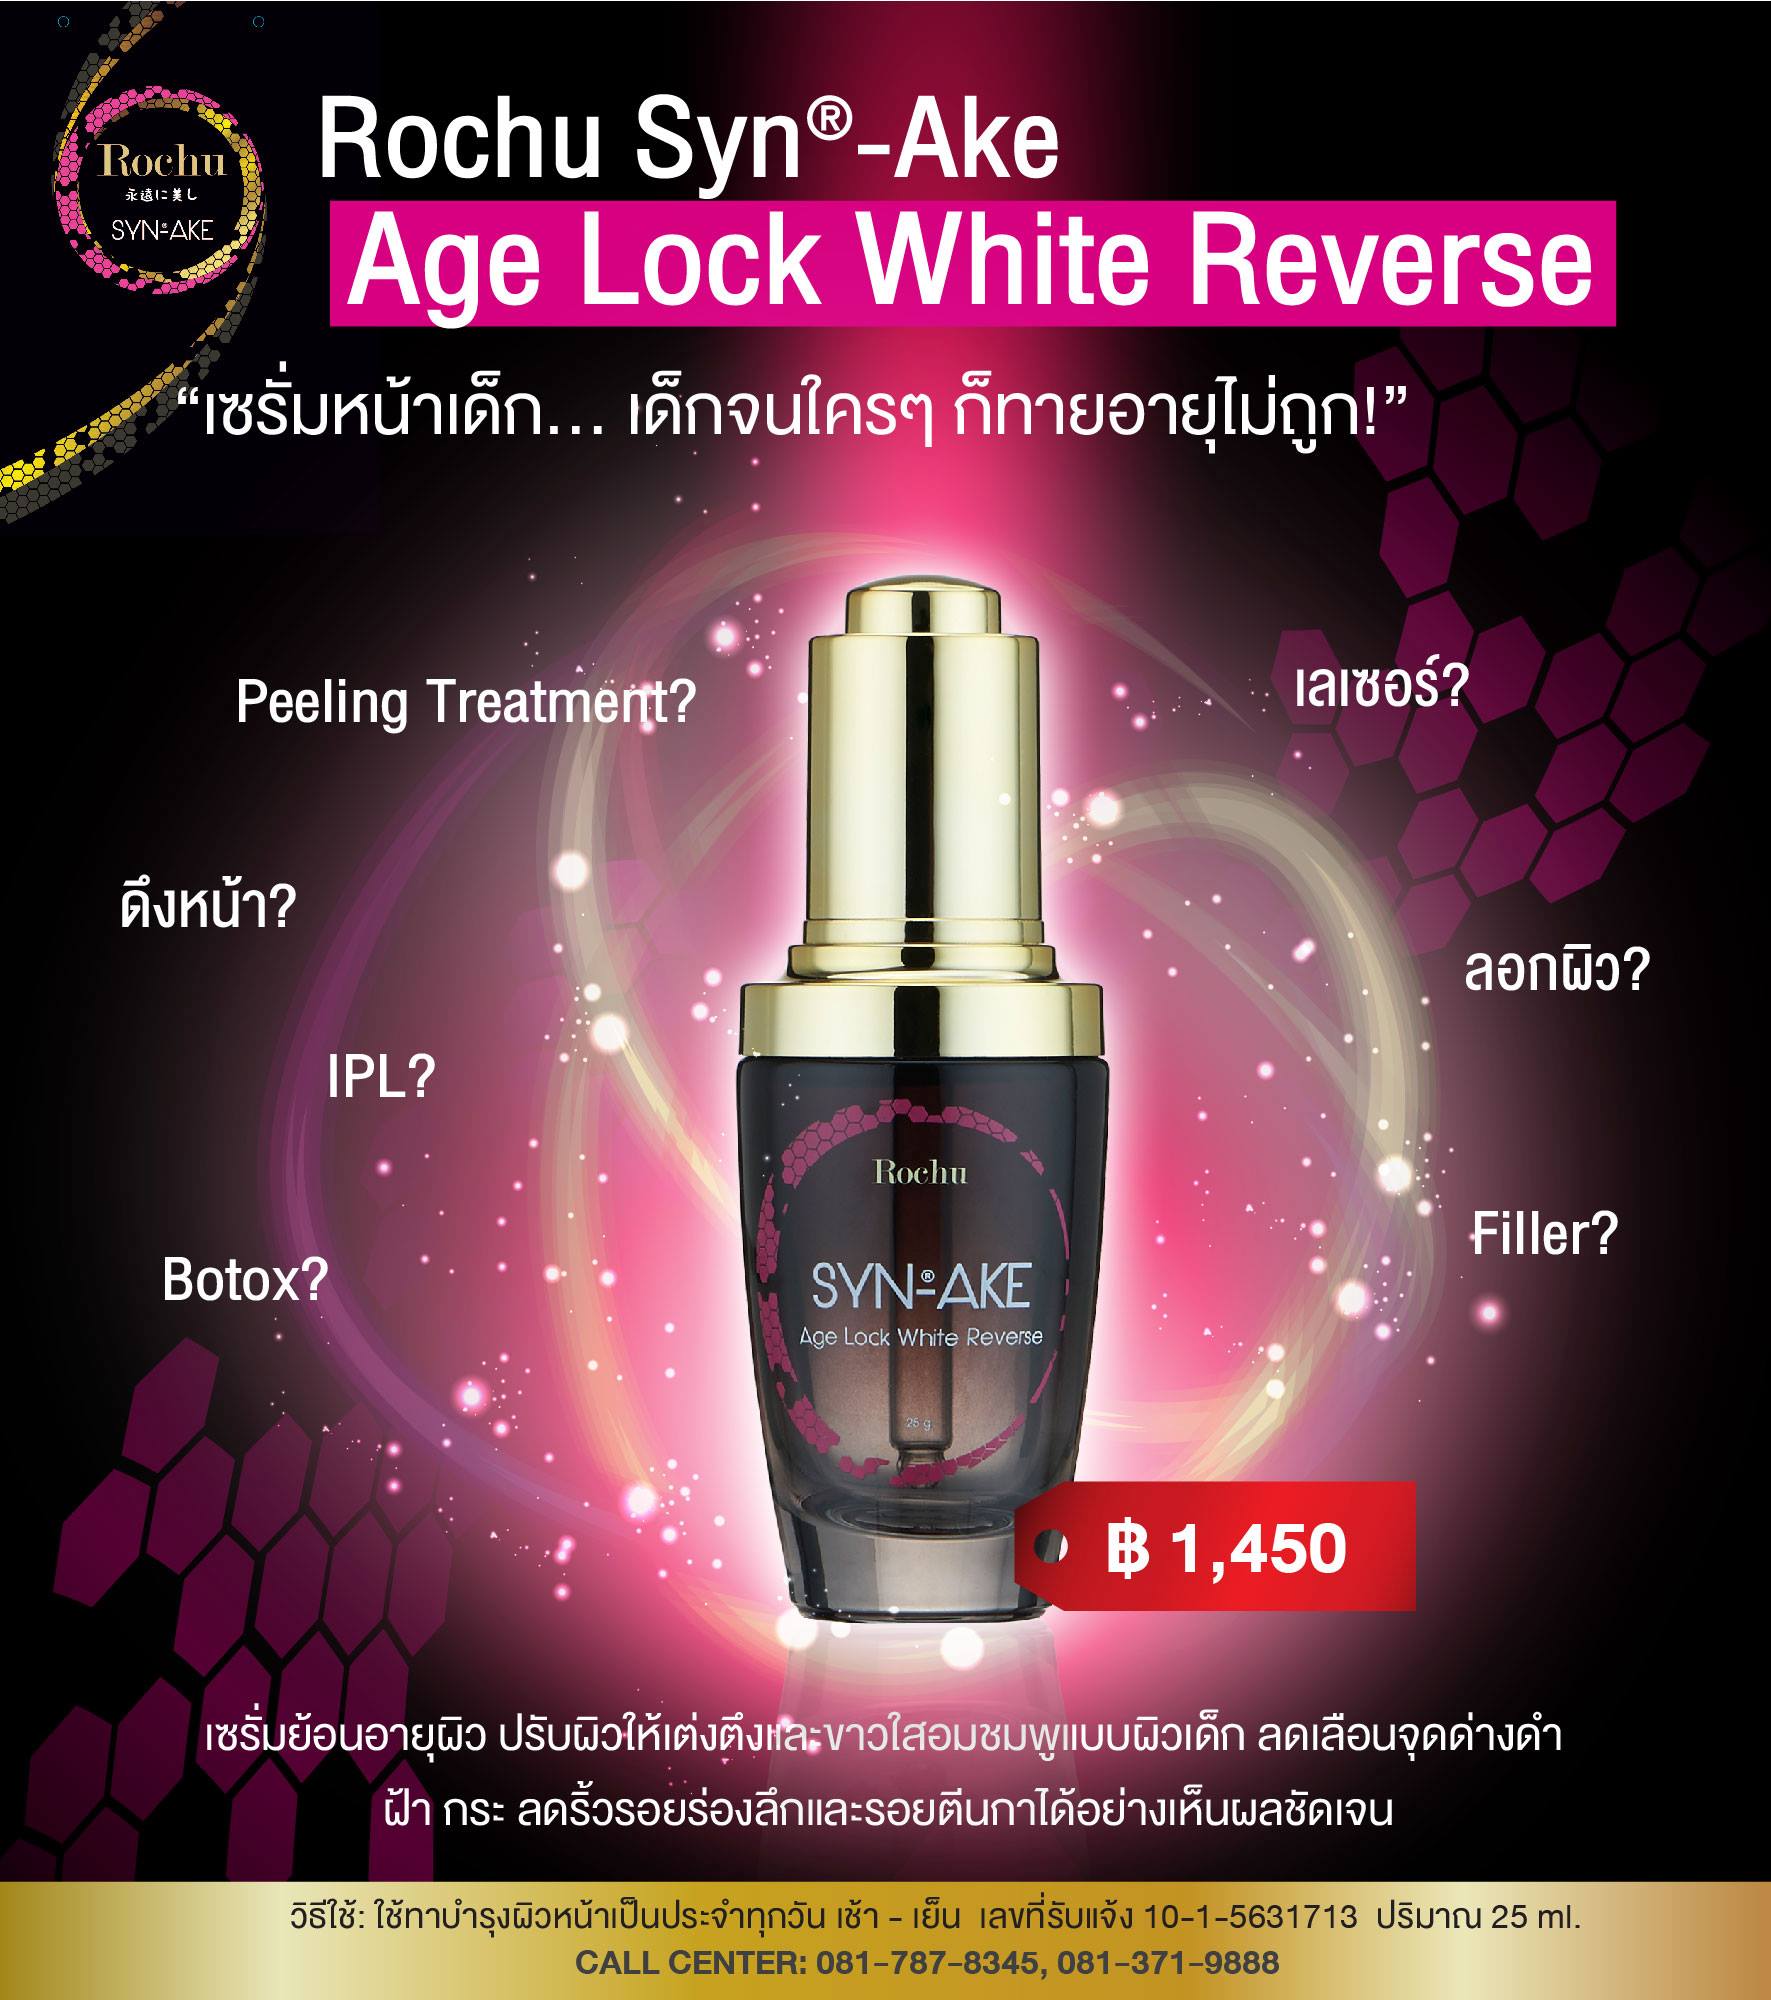 Rochu
永遠に美し
SYN®-AKE
Rochu Syn®-Ake
Age Lock White Reverse
“เซรั่มหน้าเด็ก... เด็กจนใครๆ ก็ทายอายุไม่ถูก!”
Peeling Treatment?
เลเซอร์?
ดึงหน้า?
ลอกผิว?
IPL?
Botox?
Filler?
Rochu
SYN®-AKE
Age Lock White Reverse
25 g.
฿ 1,450
เซรั่มย้อนอายุผิว ปรับผิวให้เต่งตึงและขาวใสอมชมพูแบบผิวเด็ก ลดเลือนจุดด่างดำ
ฝ้า กระ ลดริ้วรอยร่องลึกและรอยตีนกาได้อย่างเห็นผลชัดเจน
วิธีใช้: ใช้ทาบำรุงผิวหน้าเป็นประจำทุกวัน เช้า - เย็น เลขที่รับแจ้ง 10-1-5631713 ปริมาณ 25 ml.
CALL CENTER: 081-787-8345, 081-371-9888